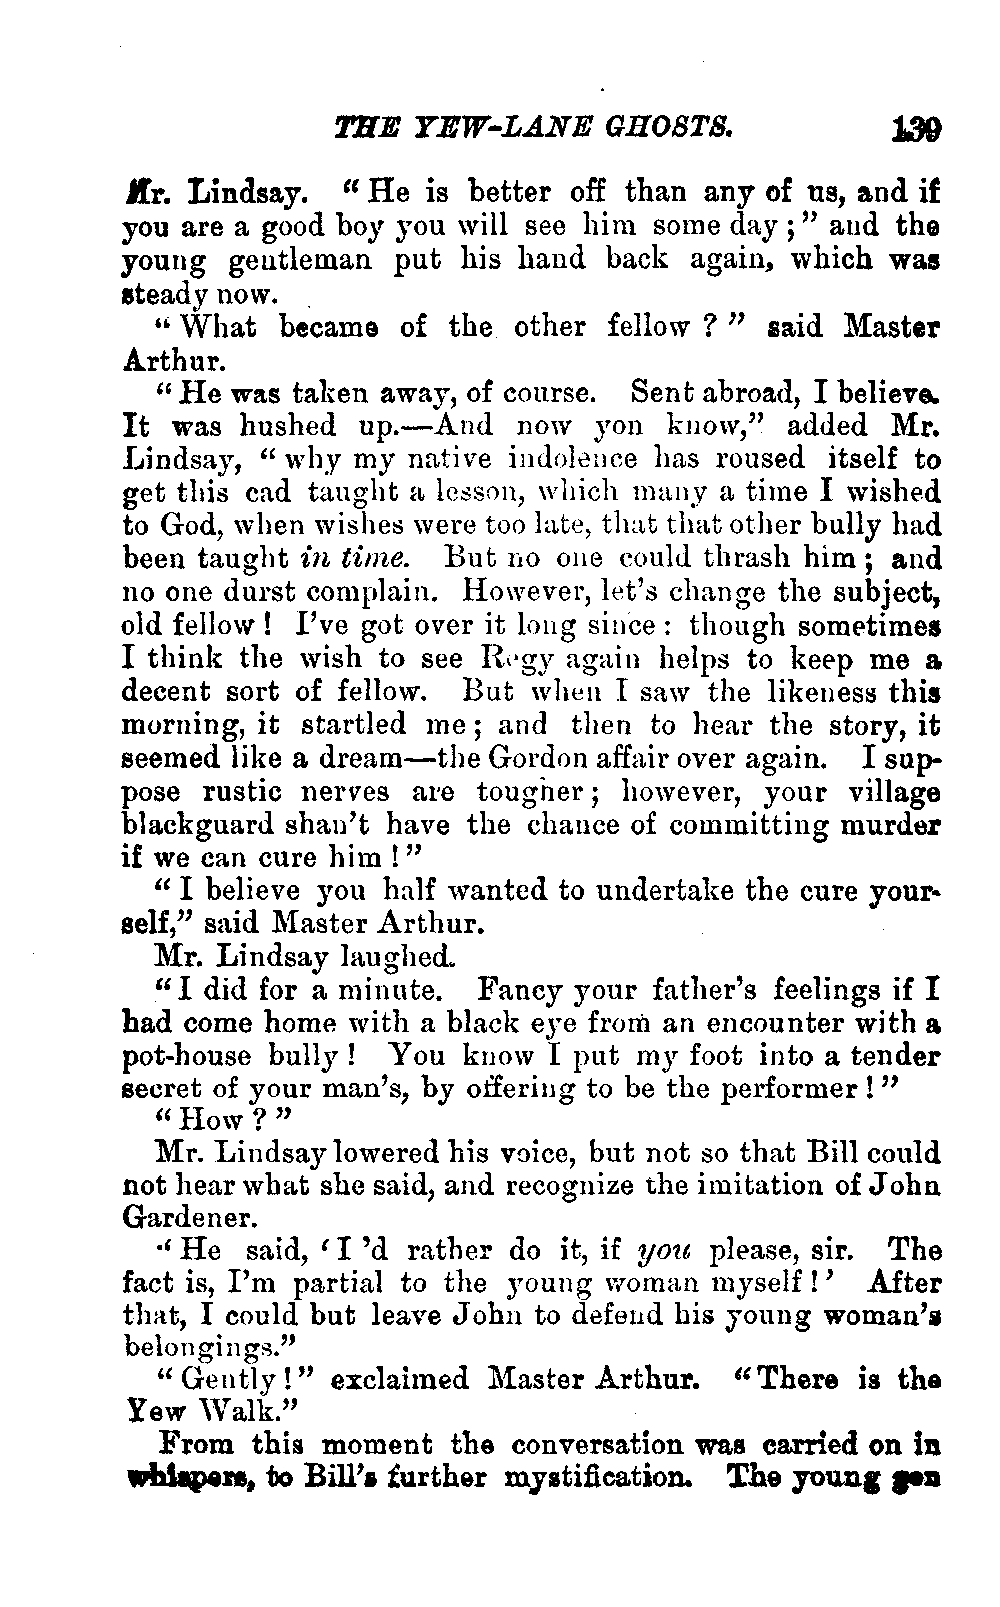 THE YEW-LANE GHOSTS. 139
Mr. Lindsay. "He is better off than any of us, and if
you are a good boy you will see him some day;" and the
young gentleman put his hand back again, which was
steady now.
"What became of the other fellow?" said Master
Arthur.
"He was taken away, of course. Sent abroad, I believe.
It was hushed up.—And now yon know," added Mr.
Lindsay, "why my native indolence has roused itself to
get this cad taught a lesson, which many a time I wished
to God, when wishes were too late, that that other bully had
been taught in time. But no one could thrash him; and
no one durst complain. However, let's change the subject,
old fellow! I've got over it long since: though sometimes
I think the wish to see Regy again helps to keep me a
decent sort of fellow. But when I saw the likeness this
morning, it startled me; and then to hear the story, it
seemed like a dream—the Gordon affair over again. I sup-
pose rustic nerves are tougher; however, your village
blackguard shan't have the chance of committing murder
if we can cure him!"
"I believe you half wanted to undertake the cure your-
self," said Master Arthur.
Mr. Lindsay laughed.
"I did for a minute. Fancy your father's feelings if I
had come home with a black eye from an encounter with a
pot-house bully! You know I put my foot into a tender
secret of your man's, by offering to be the performer!"
"How?"
Mr. Lindsay lowered his voice, but not so that Bill could
not hear what she said, and recognize the imitation of John
Gardener.
"He said, 'I 'd rather do it, if you please, sir. The
fact is, I'm partial to the young woman myself!' After
that, I could but leave John to defend his young woman's
belongings."
"Gently!" exclaimed Master Arthur. "There is the
Yew Walk."
From this moment the conversation was carried on in
whispers, to Bill's further mystification. The young gen